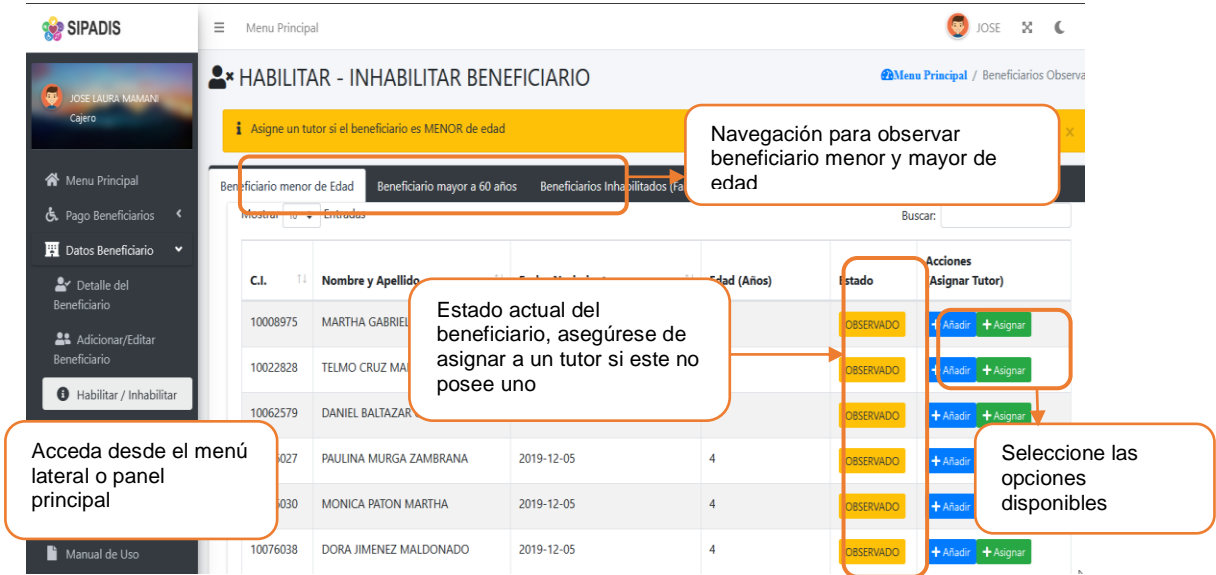 SIPADIS
Menu Principal
JOSE
JOSE LAURA MAMANI
Cajero
HABILITAR - INHABILITAR BENEFICIARIO
Menu Principal / Beneficiarios Observa
Asigne un tutor si el beneficiario es MENOR de edad
x
Navegación para observar
beneficiario menor y mayor de
edad
Menu Principal
Pago Beneficiarios
Datos Beneficiario
Detalle del
Beneficiario
Adicionar/Editar
Beneficiario
Habilitar / Inhabilitar
Manual de Uso
Beneficiario menor de Edad
Beneficiario mayor a 60 años
Beneficiarios Inhabilitados (Fa
Mostrar 10 Entradas
Buscar:
C.I.
Nombre y Apellido
Edad (Años)
Estado
Acciones
(Asignar Tutor)
10008975
MARTHA GABRIEL
OBSERVADO
+ Añadir
+ Asignar
10022828
TELMO CRUZ MA
OBSERVADO
+ Añadir
+ Asignar
10062579
DANIEL BALTAZAR
OBSERVADO
+ Añadir
+ Asignar
027
PAULINA MURGA ZAMBRANA
2019-12-05
4
OBSERVADO
+ Añadir
030
MONICA PATON MARTHA
2019-12-05
4
OBSERVADO
+ Añadir
10076038
DORA JIMENEZ MALDONADO
2019-12-05
4
OBSERVADO
+ Añadir
+ Asignar
Estado actual del
beneficiario, asegúrese de
asignar a un tutor si este no
posee uno
Acceda desde el menú
lateral o panel
principal
Seleccione las
opciones
disponibles